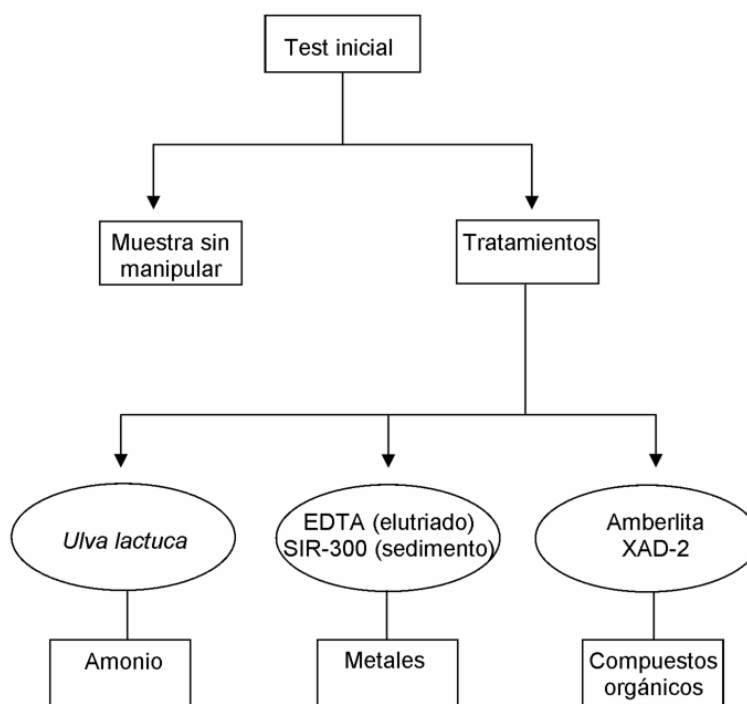 Test inicial
Muestra sin
manipular
Tratamientos
Ulva lactuca
EDTA (elutriado)
SIR-300 (sedimento)
Amberlita
XAD-2
Amonio
Metales
Compuestos
orgánicos